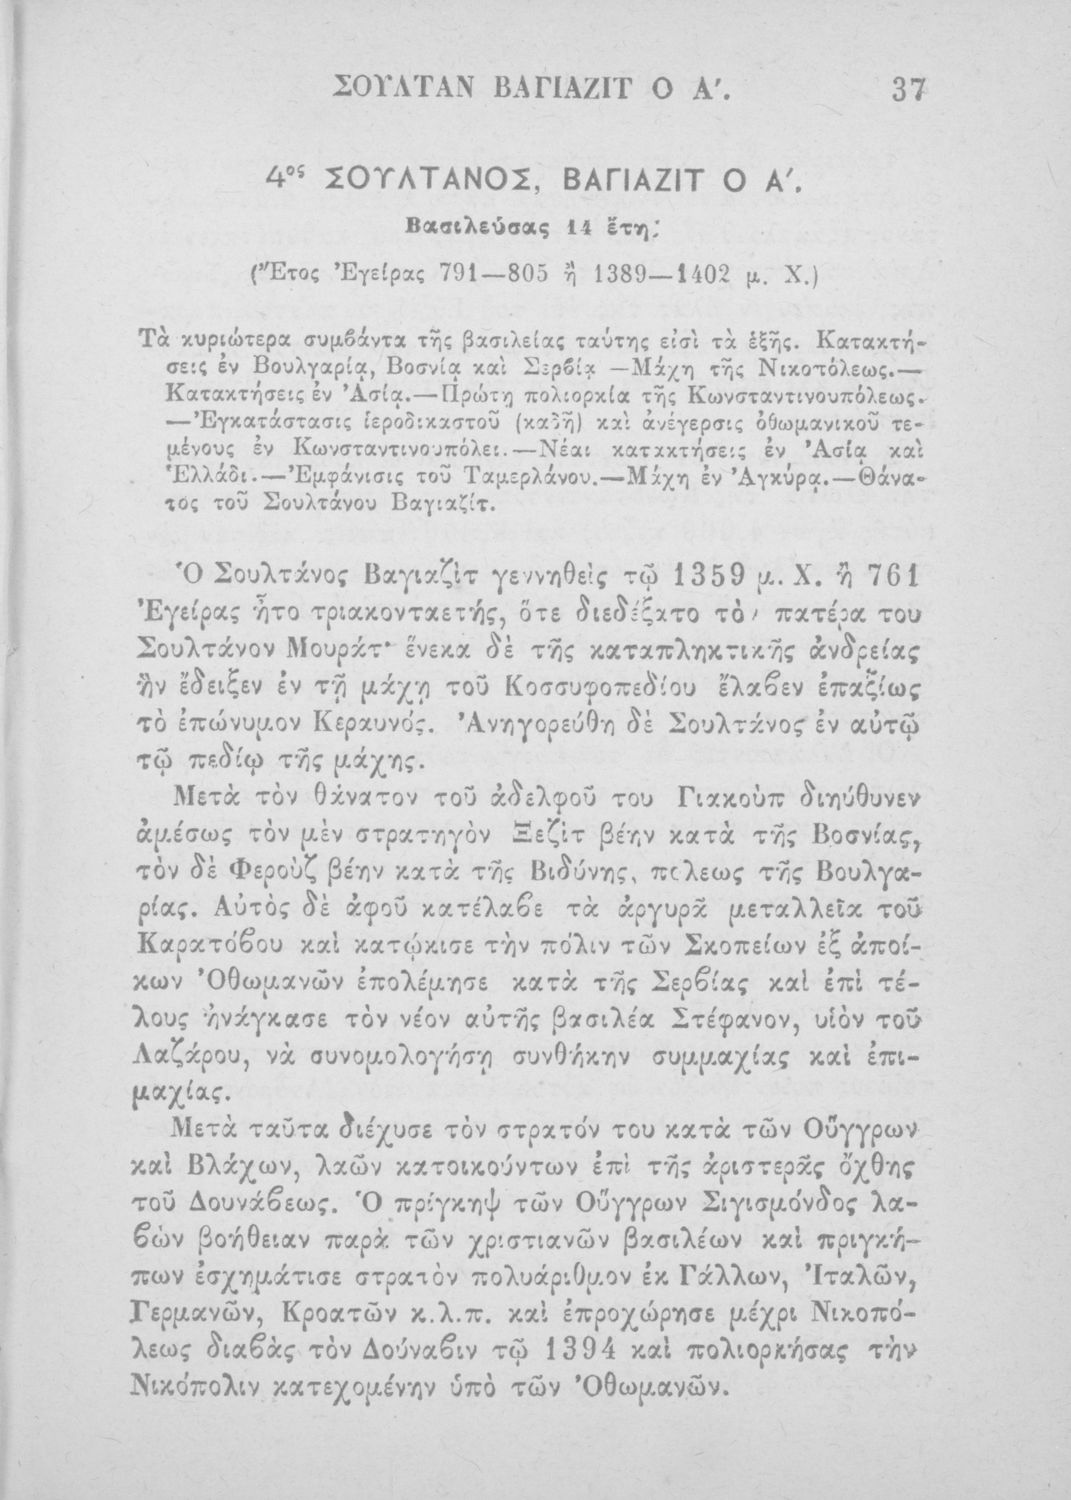 ΣΟΥΛΤΑΝ ΒΑΓΙΑΖΙΤ Ο Α′. 37
4ος ΣΟΥΛΤΑΝΟΣ, ΒΑΓΙΑΖΙΤ Ο Α′.
Βασιλεύσας 14 ἔτη.
(Ἔτος Ἐγείρας 791—805 ἢ 1389—1402 μ. Χ.)
Τὰ κυριώτερα συμβάντα τῆς βασιλείας ταύτης εἰσὶ τὰ ἑξῆς. Κατακτή-
σεις ἐν Βουλγαρίᾳ, Βοσνίᾳ καὶ Σερβίᾳ —Μάχη τῆς Νικοπόλεως.—
Κατακτήσεις ἐν Ἀσίᾳ.—Πρώτη πολιορκία τῆς Κωνσταντινουπόλεως.
—Ἐγκατάστασις ἱεροδικαστοῦ (καδῆ) καὶ ἀνέγερσις ὀθωμανικοῦ τε-
μένους ἐν Κωνσταντινουπόλει.—Νέαι κατακτήσεις ἐν Ἀσίᾳ καὶ
Ἑλλάδι.—Ἐμφάνισις τοῦ Ταμερλάνου.—Μάχη ἐν Ἀγκύρᾳ.—Θάνα-
τος τοῦ Σουλτάνου Βαγιαζίτ.
Ὁ Σουλτάνος Βαγιαζὶτ γεννηθεὶς τῷ 1359 μ. Χ. ἢ 761
Ἐγείρας ἦτο τριακονταετής, ὅτε διεδέξατο τὸν πατέρα του
Σουλτάνον Μουράτ· ἕνεκα δὲ τῆς καταπληκτικῆς ἀνδρείας
ἣν ἔδειξεν ἐν τῇ μάχῃ τοῦ Κοσσυφοπεδίου ἔλαβεν ἐπαξίως
τὸ ἐπώνυμον Κεραυνός. Ἀνηγορεύθη δὲ Σουλτάνος ἐν αὐτῷ
τῷ πεδίῳ τῆς μάχης.
Μετὰ τὸν θάνατον τοῦ ἀδελφοῦ του Γιακοὺπ διηύθυνεν
ἀμέσως τὸν μὲν στρατηγὸν Ξεζὶτ βέην κατὰ τῆς Βοσνίας,
τὸν δὲ Φεροὺζ βέην κατὰ τῆς Βιδύνης, πόλεως τῆς Βουλγα-
ρίας. Αὐτὸς δὲ ἀφοῦ κατέλαβε τὰ ἀργυρᾶ μεταλλεῖα τοῦ
Καρατόβου καὶ κατῴκισε τὴν πόλιν τῶν Σκοπείων ἐξ ἀποί-
κων Ὀθωμανῶν ἐπολέμησε κατὰ τῆς Σερβίας καὶ ἐπὶ τέ-
λους ἠνάγκασε τὸν νέον αὐτῆς βασιλέα Στέφανον, υἱὸν τοῦ
Λαζάρου, νὰ συνομολογήσῃ συνθήκην συμμαχίας καὶ ἐπι-
μαχίας.
Μετὰ ταῦτα διέχυσε τὸν στρατόν του κατὰ τῶν Οὔγγρων
καὶ Βλάχων, λαῶν κατοικούντων ἐπὶ τῆς ἀριστερᾶς ὄχθης
τοῦ Δουνάβεως. Ὁ πρίγκηψ τῶν Οὔγγρων Σιγισμόνδος λα-
βὼν βοήθειαν παρὰ τῶν χριστιανῶν βασιλέων καὶ πριγκή-
πων ἐσχημάτισε στρατὸν πολυάριθμον ἐκ Γάλλων, Ἰταλῶν,
Γερμανῶν, Κροατῶν κ.λ.π. καὶ ἐπροχώρησε μέχρι Νικοπό-
λεως διαβὰς τὸν Δούναβιν τῷ 1394 καὶ πολιορκήσας τὴν
Νικόπολιν κατεχομένην ὑπὸ τῶν Ὀθωμανῶν.